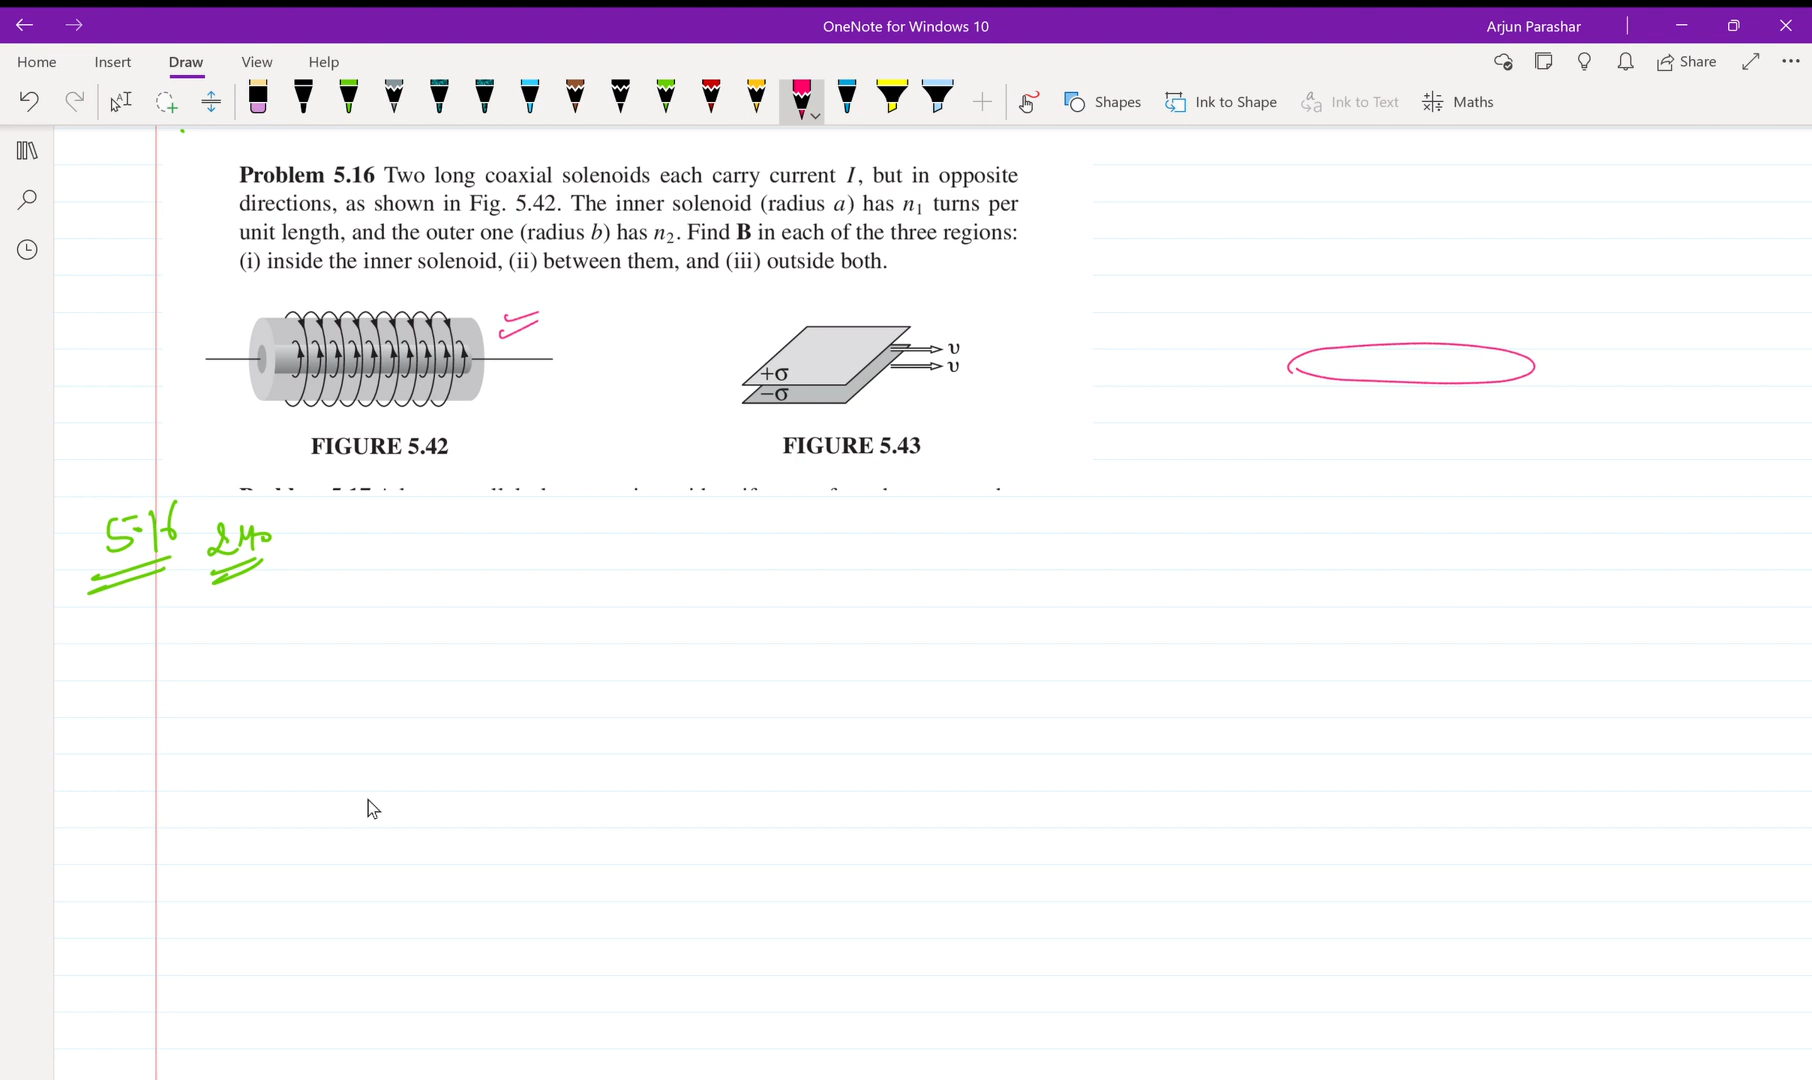 OneNote for Windows 10
Arjun Parashar
Home Insert Draw View Help
Share
Shapes Ink to Shape Ink to Text Maths
Problem 5.16 Two long coaxial solenoids each carry current I, but in opposite
directions, as shown in Fig. 5.42. The inner solenoid (radius a) has n₁ turns per
unit length, and the outer one (radius b) has n₂. Find B in each of the three regions:
(i) inside the inner solenoid, (ii) between them, and (iii) outside both.
υ
υ
+σ
−σ
FIGURE 5.42
FIGURE 5.43
5.16